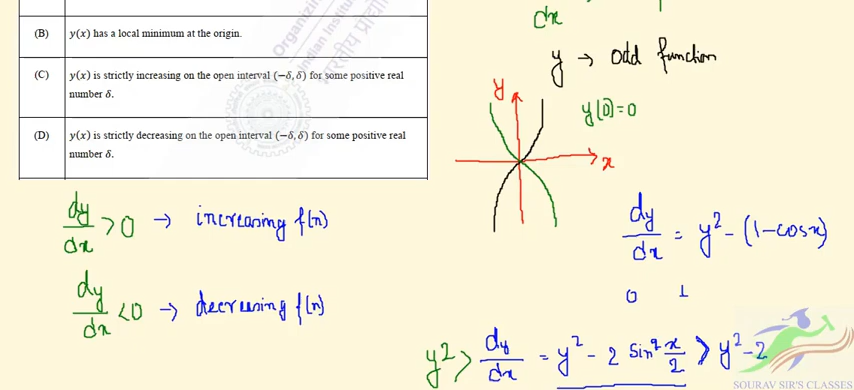 dx
(B) y(x) has a local minimum at the origin.
y → odd function
(C) y(x) is strictly increasing on the open interval (−δ, δ) for some positive real
number δ.
y
y(0)=0
(D) y(x) is strictly decreasing on the open interval (−δ, δ) for some positive real
number δ.
x
dy/dx > 0 → increasing f(n)
dy/dx = y² − (1−cosx)
0 1
dy/dx < 0 → decreasing f(n)
y² > dy/dx = y² − 2 sin² x/2 > y² − 2
SOURAV SIR'S CLASSES